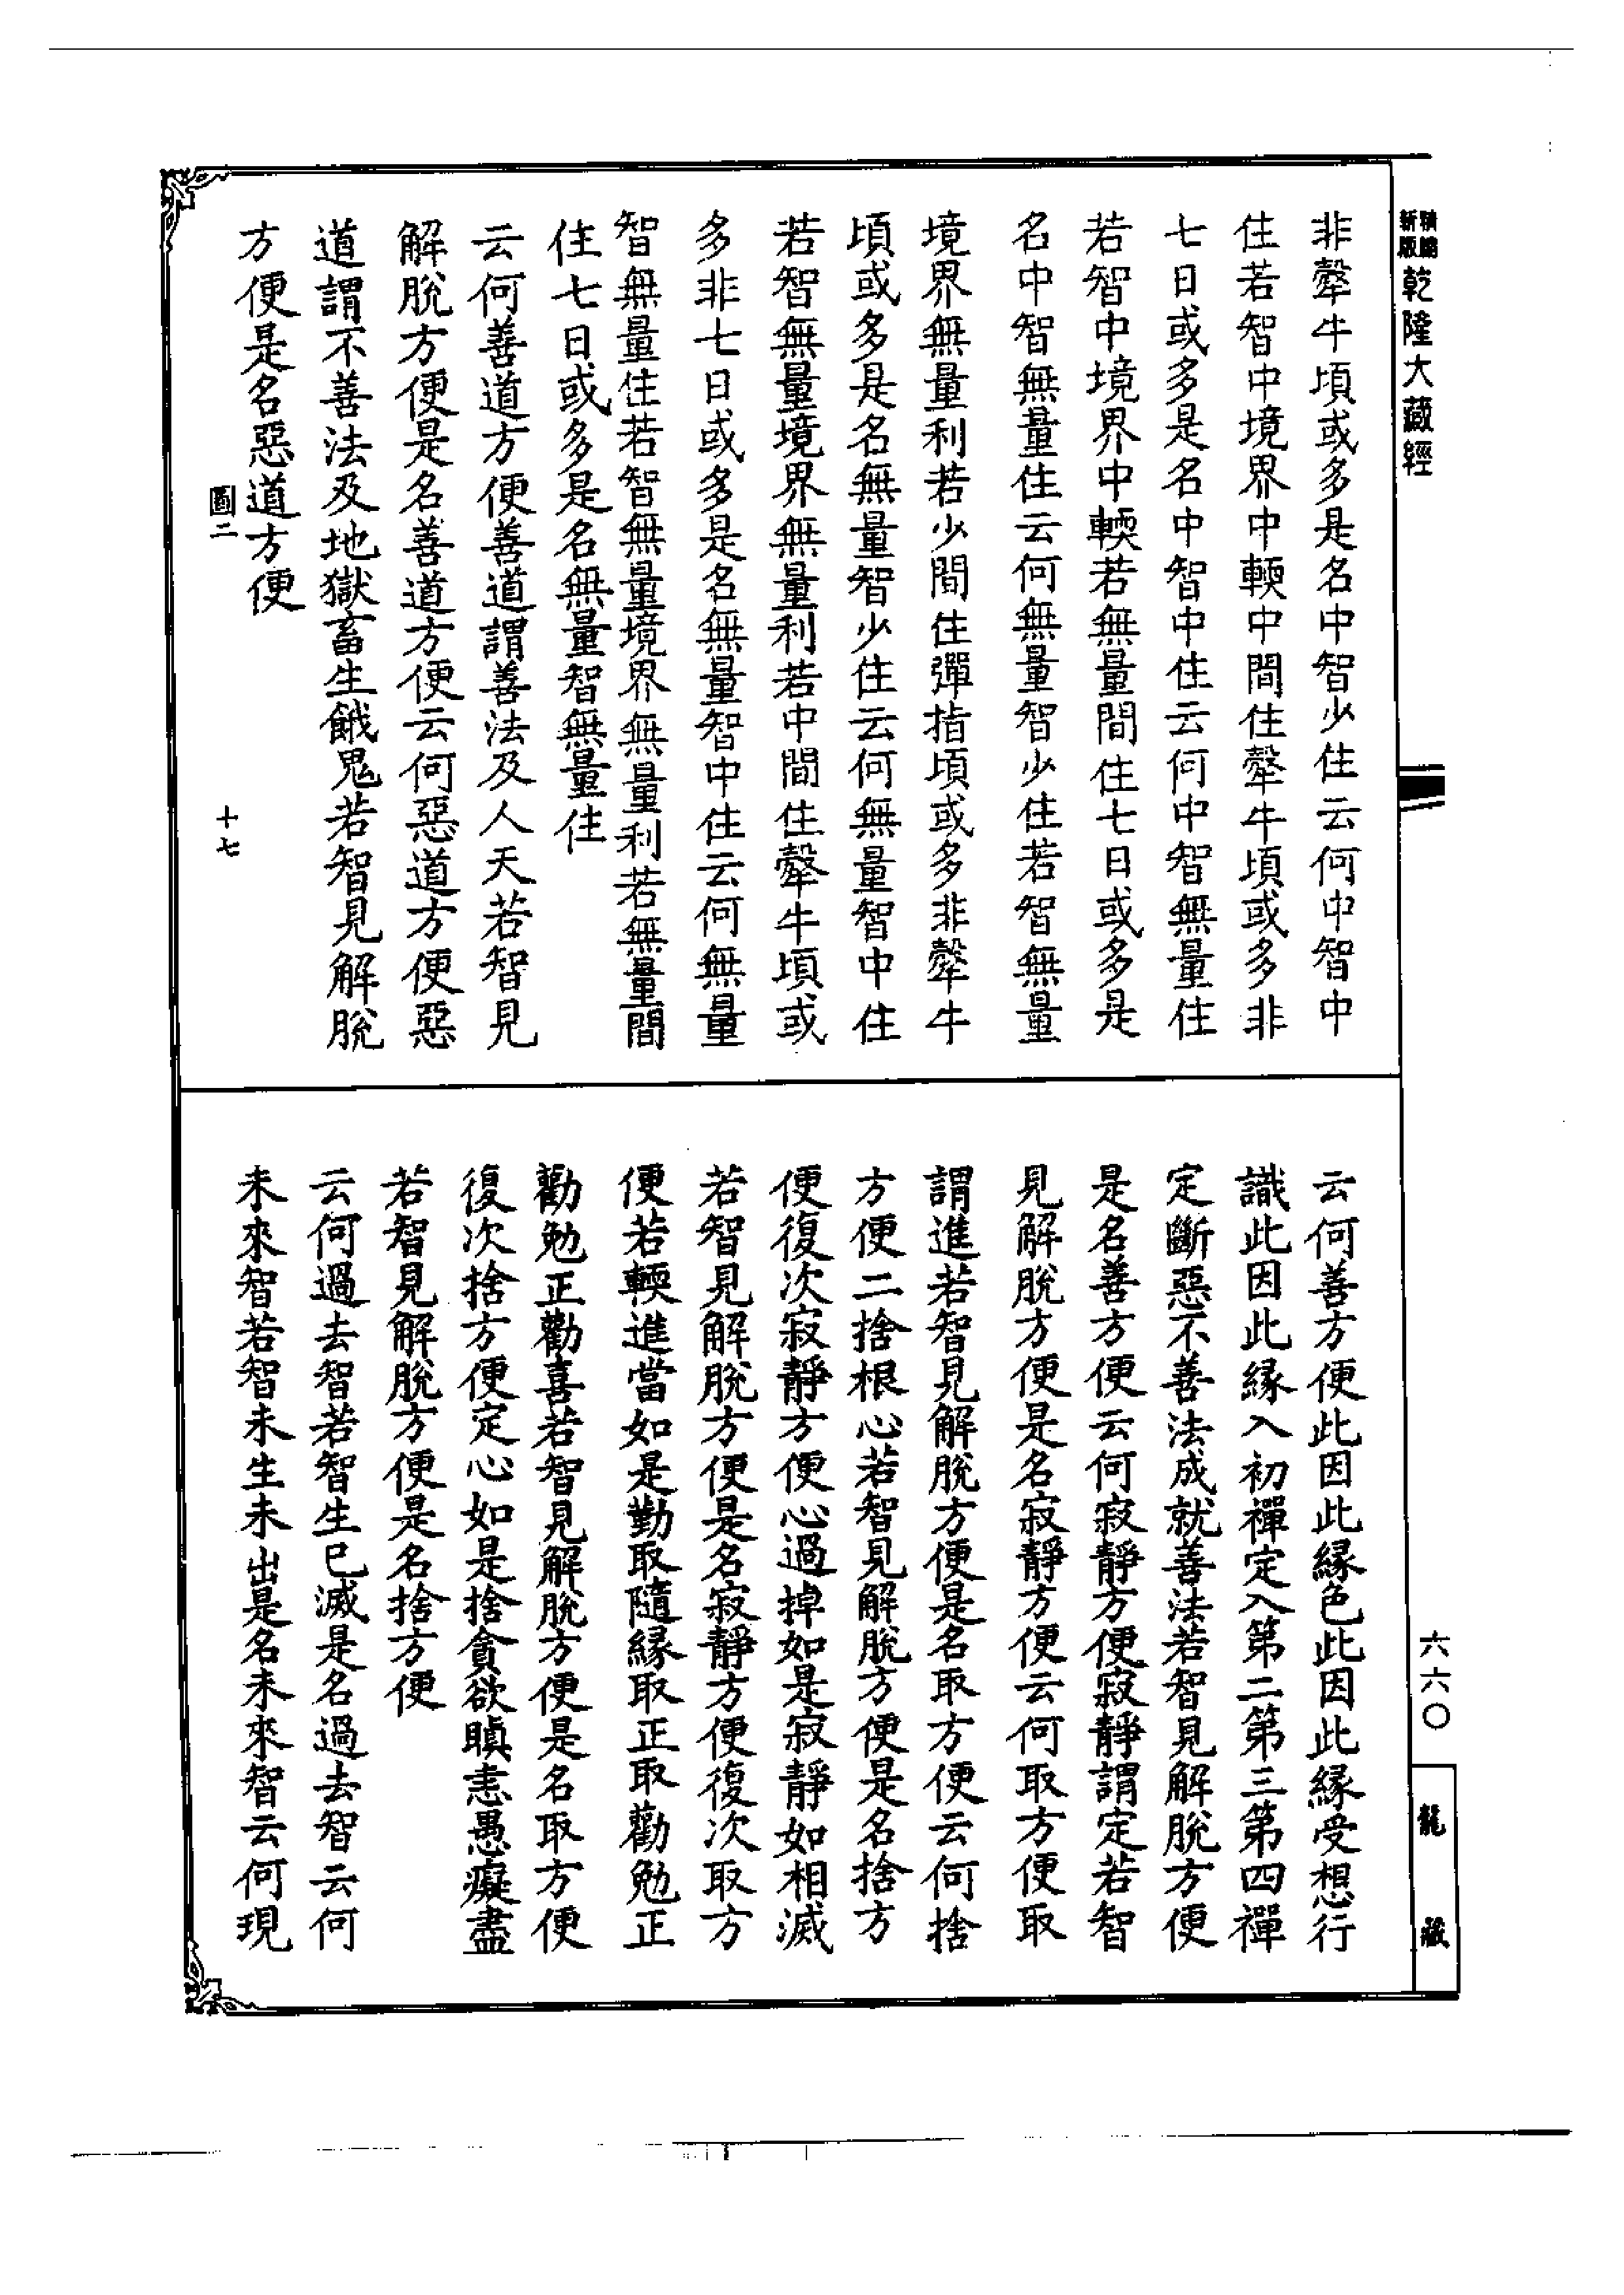 精編
新版
乾隆大藏經
非犛牛頃或多是名中智少住云何中智中
住若智中境界中輭中間住犛牛頃或多非
七日或多是名中智中住云何中智無量住
若智中境界中輭若無量間住七日或多是
名中智無量住云何無量智少住若智無量
境界無量利若少間住彈指頃或多非犛牛
頃或多是名無量智少住云何無量智中住
若智無量境界無量利若中間住犛牛頃或
多非七日或多是名無量智中住云何無量
智無量住若智無量境界無量利若無量間
住七日或多是名無量智無量住
云何善道方便善道謂善法及人天若智見
解脫方便是名善道方便云何惡道方便惡
道謂不善法及地獄畜生餓鬼若智見解脫
方便是名惡道方便
圖二
十七
云何善方便此因此緣色此因此緣受想行
識此因此緣入初禪定入第二第三第四禪
定斷惡不善法成就善法若智見解脫方便
是名善方便云何寂靜方便寂靜謂定若智
見解脫方便是名寂靜方便云何取方便取
謂進若智見解脫方便是名取方便云何捨
方便二捨根心若智見解脫方便是名捨方
便復次寂靜方便心過掉如是寂靜如相滅
若智見解脫方便是名寂靜方便復次取方
便若輭進當如是勤取隨緣取正取勸勉正
勸勉正勸喜若智見解脫方便是名取方便
復次捨方便定心如是捨貪欲瞋恚愚癡盡
若智見解脫方便是名捨方便
云何過去智若智生已滅是名過去智云何
未來智若智未生未出是名未來智云何現
六六〇
龍藏